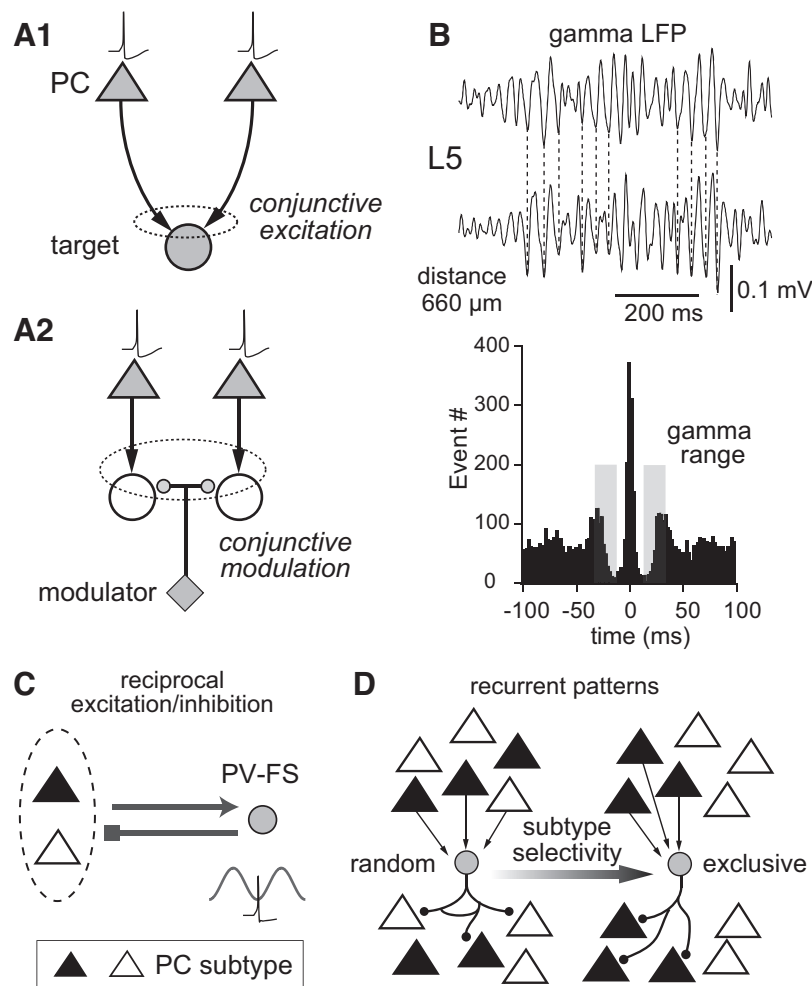 A1
PC
conjunctive
excitation
target
A2
conjunctive
modulation
modulator
B
gamma LFP
L5
distance
660 µm
200 ms
0.1 mV
400
300
200
100
0
Event #
gamma
range
-100 -50 0 50 100
time (ms)
C
reciprocal
excitation/inhibition
PV-FS
PC subtype
D
recurrent patterns
subtype
selectivity
random
exclusive